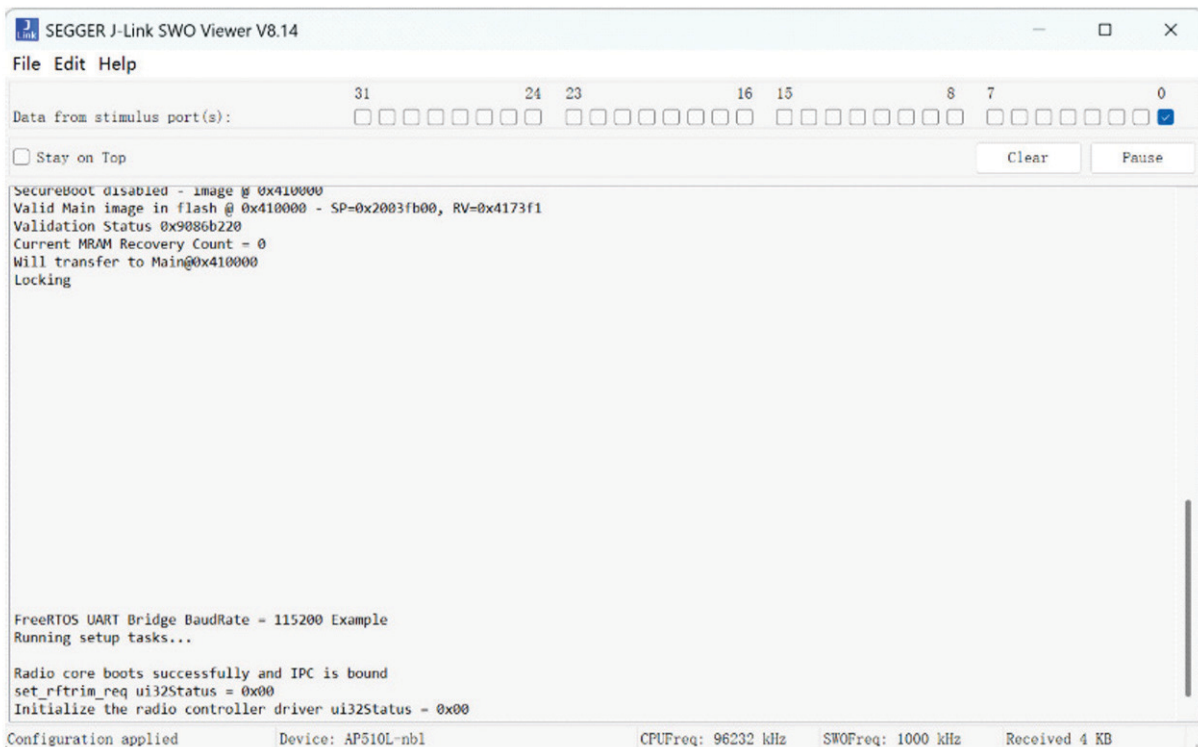 J Link SEGGER J-Link SWO Viewer V8.14
File Edit Help
31 24 23 16 15 8 7 0
Data from stimulus port(s):
Stay on Top Clear Pause
SecureBoot disabled - image @ 0x410000
Valid Main image in flash @ 0x410000 - SP=0x2003fb00, RV=0x4173f1
Validation Status 0x9086b220
Current MRAM Recovery Count = 0
Will transfer to Main@0x410000
Locking
FreeRTOS UART Bridge BaudRate = 115200 Example
Running setup tasks...
Radio core boots successfully and IPC is bound
set_rftrim_req ui32Status = 0x00
Initialize the radio controller driver ui32Status = 0x00
Configuration applied Device: AP510L-nbl CPUFreq: 96232 kHz SWOFreq: 1000 kHz Received 4 KB